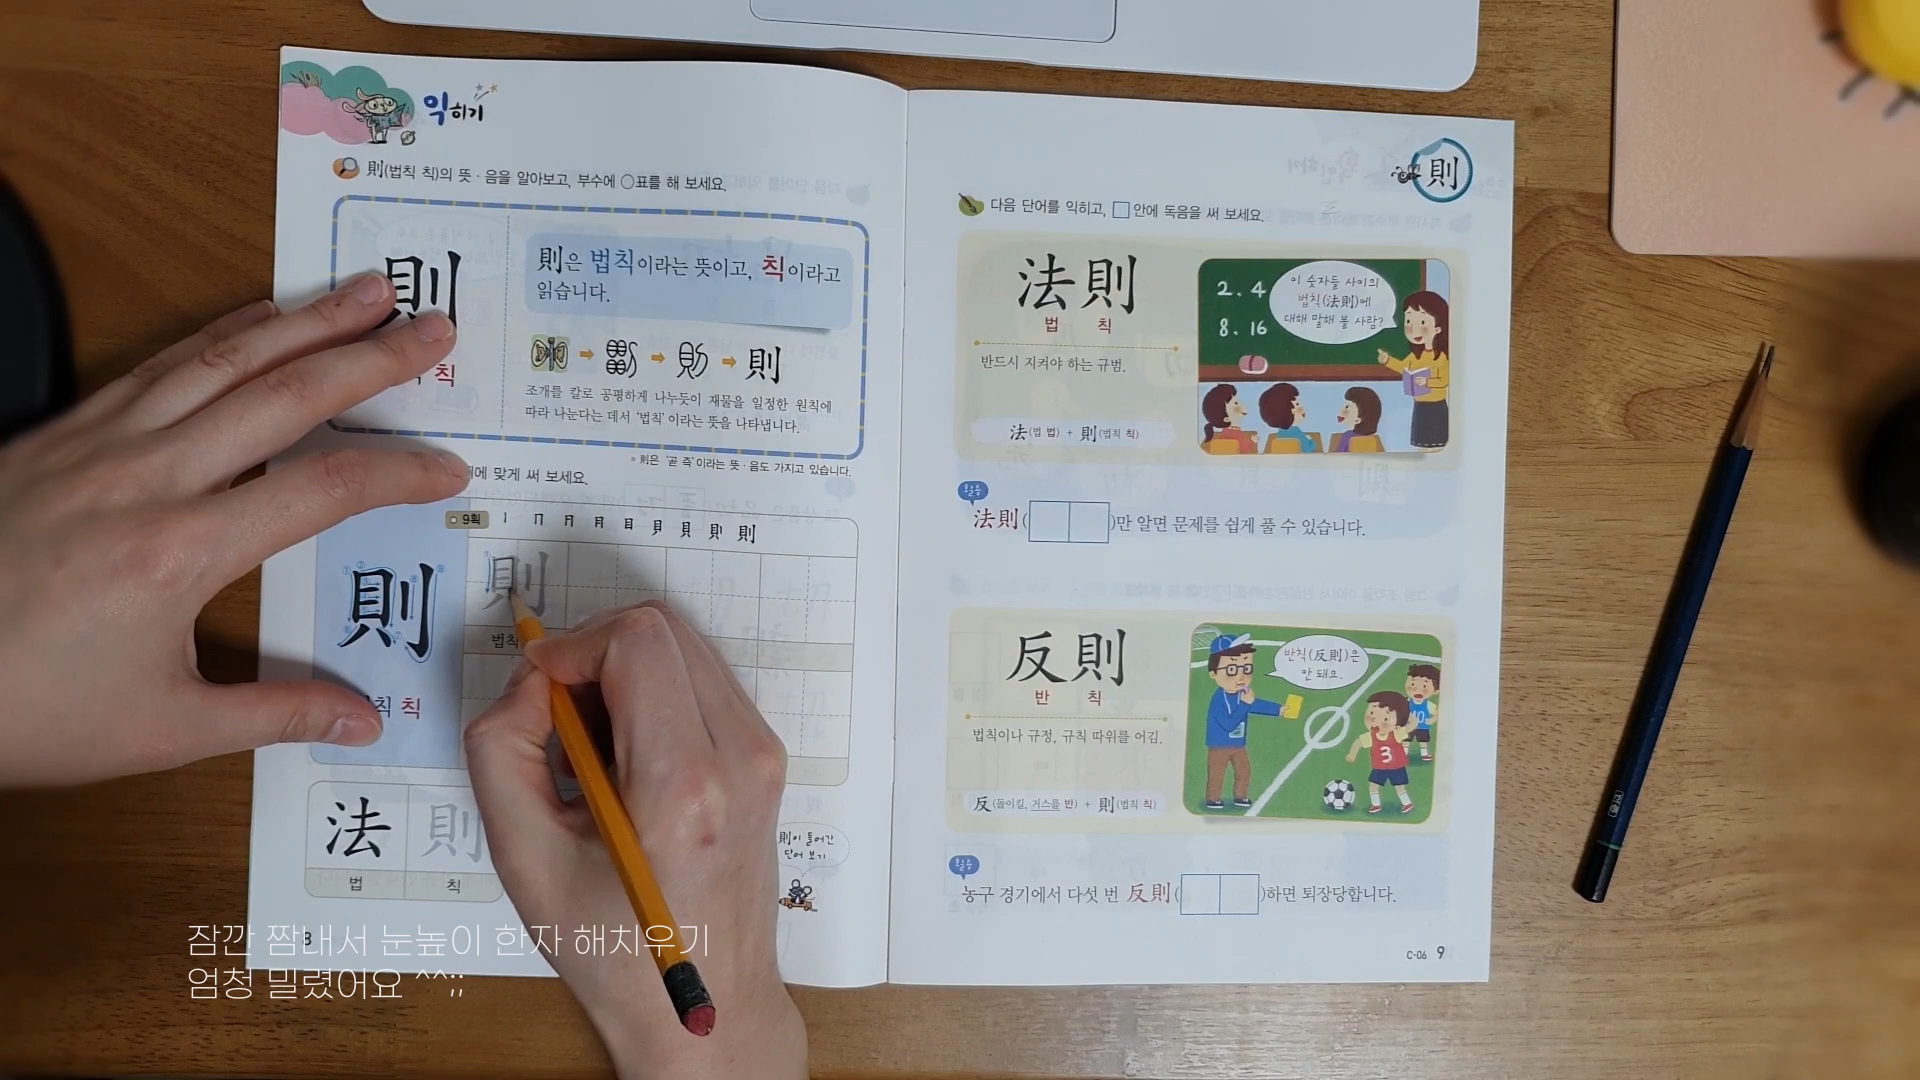 익히기
則(법칙 칙)의 뜻·음을 알아보고, 부수에 ○표를 해 보세요.
則
칙
則은 법칙이라는 뜻이고, 칙이라고
읽습니다.
則
조개를 칼로 공평하게 나누듯이 재물을 일정한 원칙에
따라 나눈다는 데서 '법칙'이라는 뜻을 나타냅니다.
* 則은 '곧 즉'이라는 뜻·음도 가지고 있습니다.
에 맞게 써 보세요.
9획
則
則
법칙
칙 칙
法 則
법 칙
則이 들어간
단어 보기
則
다음 단어를 익히고, □안에 독음을 써 보세요.
法則
법 칙
반드시 지켜야 하는 규범.
法(법 법) + 則(법칙 칙)
2. 4
8. 16
이 숫자들 사이의
법칙(法則)에
대해 말해 볼 사람?
활용
法則( )만 알면 문제를 쉽게 풀 수 있습니다.
反則
반 칙
법칙이나 규정, 규칙 따위를 어김.
反(돌이킬, 거스를 반) + 則(법칙 칙)
반칙(反則)은
안 돼요.
10
3
활용
농구 경기에서 다섯 번 反則( )하면 퇴장당합니다.
C-06 9
잠깐 짬내서 눈높이 한자 해치우기
엄청 밀렸어요 ^^;;